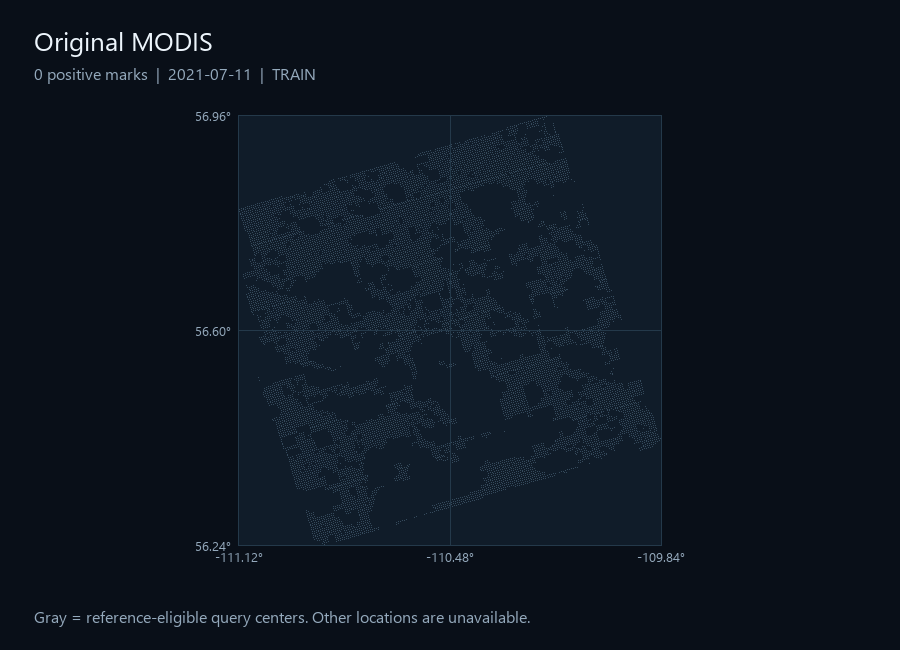 Original MODIS
0 positive marks | 2021-07-11 | TRAIN
56.96°
56.60°
56.24°
-111.12°
-110.48°
-109.84°
Gray = reference-eligible query centers. Other locations are unavailable.